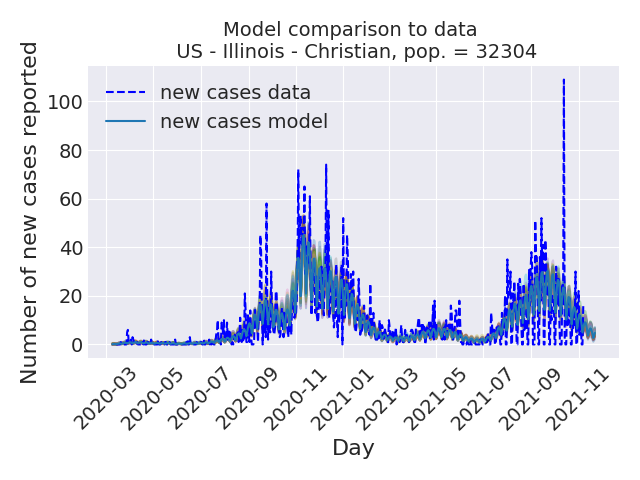 Model comparison to data
US - Illinois - Christian, pop. = 32304
Number of new cases reported
new cases data
new cases model
100
80
60
40
20
0
2020-03
2020-05
2020-07
2020-09
2020-11
2021-01
2021-03
2021-05
2021-07
2021-09
2021-11
Day